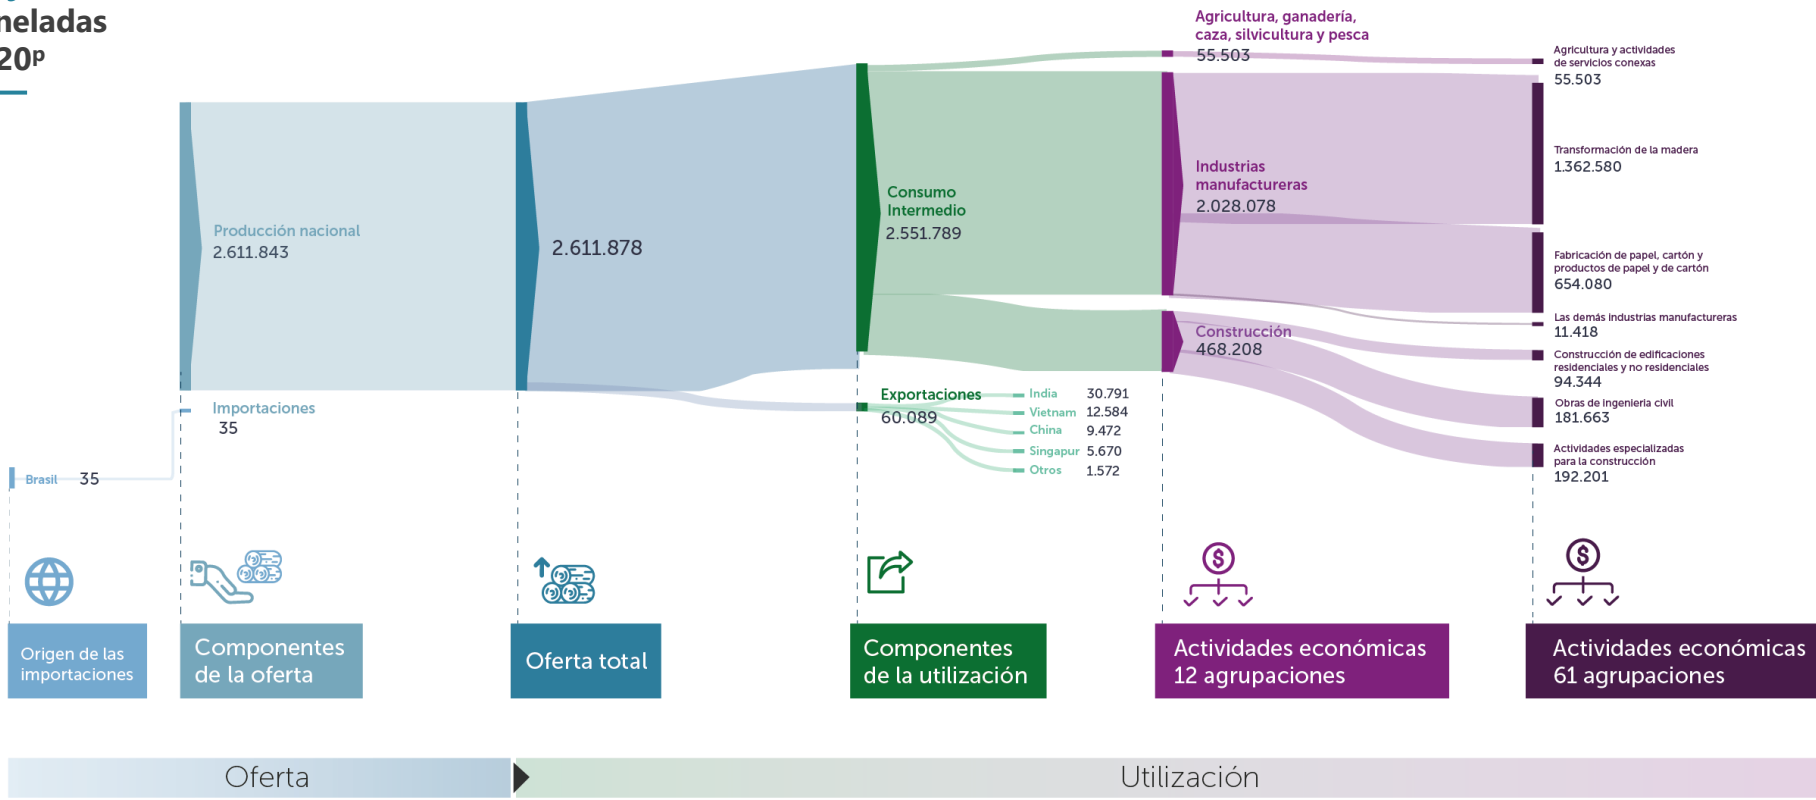 neladas
20p
Producción nacional
2.611.843
Importaciones
35
Brasil 35
2.611.878
Consumo
Intermedio
2.551.789
Exportaciones
60.089
India 30.791
Vietnam 12.584
China 9.472
Singapur 5.670
Otros 1.572
Agricultura, ganadería,
caza, silvicultura y pesca
55.503
Industrias
manufactureras
2.028.078
Construcción
468.208
Agricultura y actividades
de servicios conexas
55.503
Transformación de la madera
1.362.580
Fabricación de papel, cartón y
productos de papel y de cartón
654.080
Las demás industrias manufactureras
11.418
Construcción de edificaciones
residenciales y no residenciales
94.344
Obras de ingeniería civil
181.663
Actividades especializadas
para la construcción
192.201
Origen de las
importaciones
Componentes
de la oferta
Oferta total
Componentes
de la utilización
Actividades económicas
12 agrupaciones
Actividades económicas
61 agrupaciones
Oferta
Utilización